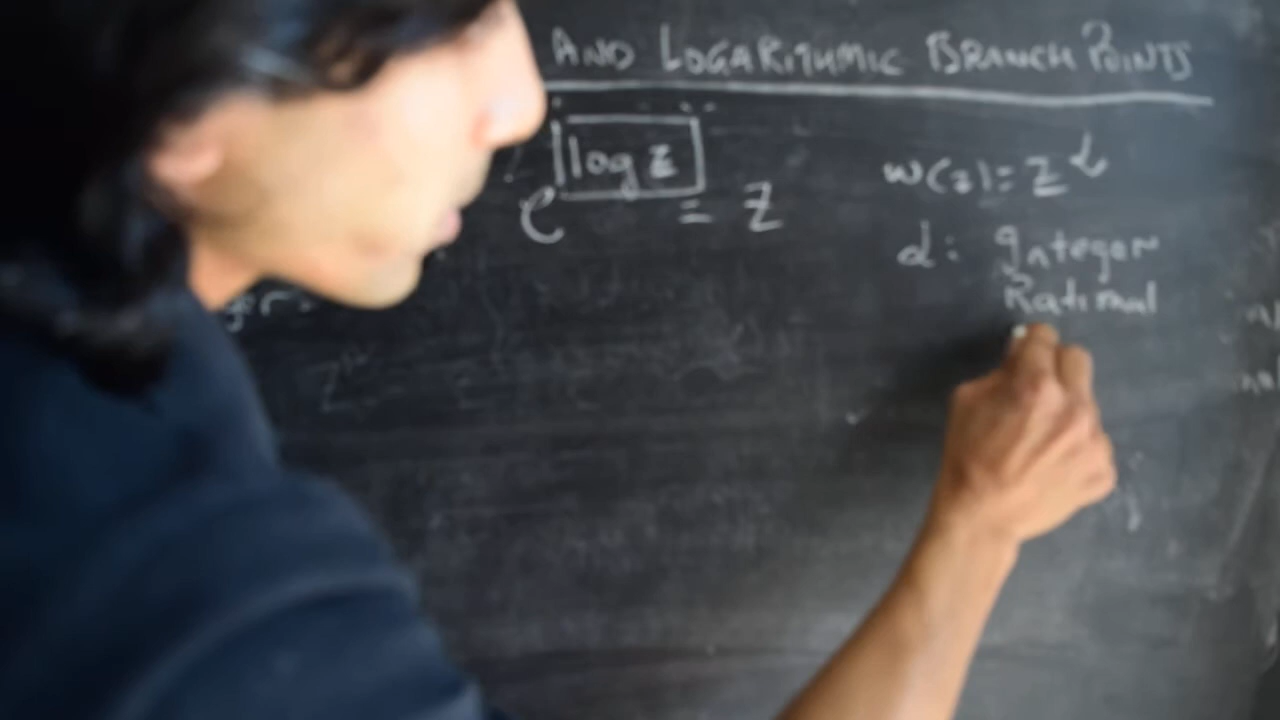 AND LOGARITHMIC BRANCH POINTS
e^{log z} = z
w(z) = z^α
α: Integer
Rational